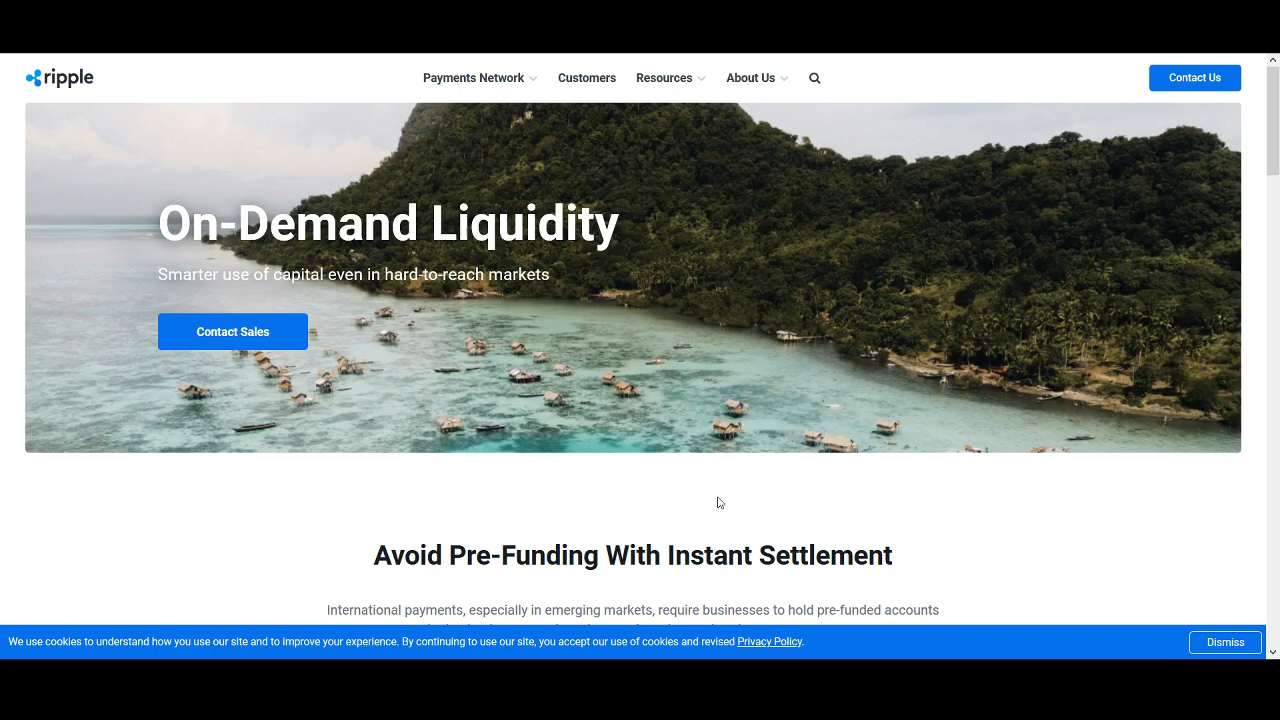 ripple
Payments Network
Customers
Resources
About Us
Contact Us
On-Demand Liquidity
Smarter use of capital even in hard-to-reach markets
Contact Sales
Avoid Pre-Funding With Instant Settlement
International payments, especially in emerging markets, require businesses to hold pre-funded accounts
We use cookies to understand how you use our site and to improve your experience. By continuing to use our site, you accept our use of cookies and revised Privacy Policy.
Dismiss